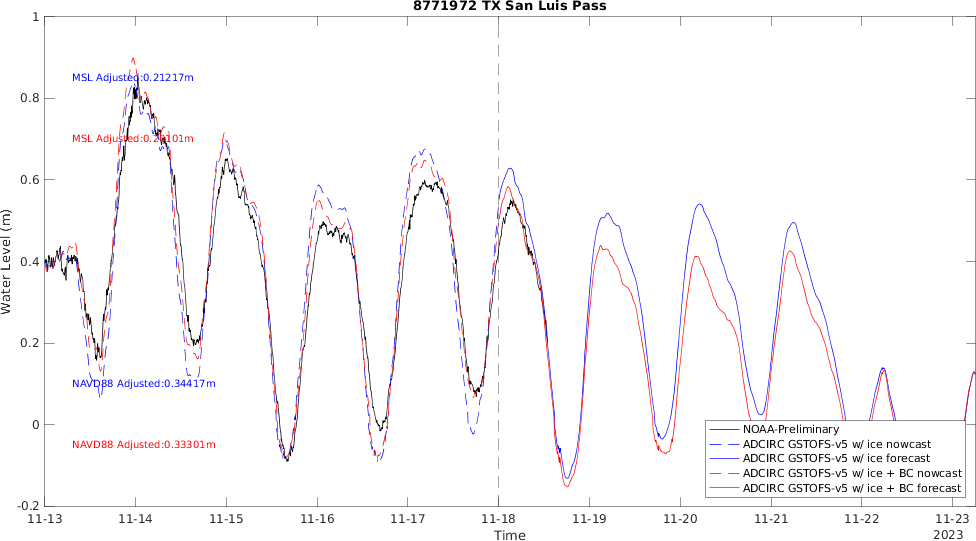 8771972 TX San Luis Pass
Water Level (m)
1
0.8
0.6
0.4
0.2
0
-0.2
MSL Adjusted:0.21217m
MSL Adjusted:0.20101m
NAVD88 Adjusted:0.34417m
NAVD88 Adjusted:0.33301m
NOAA-Preliminary
ADCIRC GSTOFS-v5 w/ ice nowcast
ADCIRC GSTOFS-v5 w/ ice forecast
ADCIRC GSTOFS-v5 w/ ice + BC nowcast
ADCIRC GSTOFS-v5 w/ ice + BC forecast
11-13 11-14 11-15 11-16 11-17 11-18 11-19 11-20 11-21 11-22 11-23
Time
2023